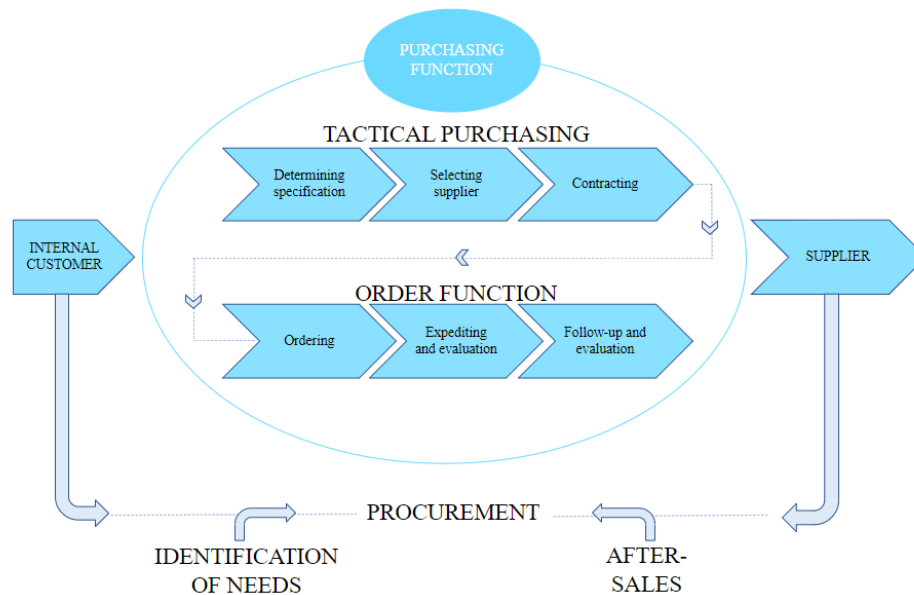 PURCHASING
FUNCTION
TACTICAL PURCHASING
Determining
specification
Selecting
supplier
Contracting
INTERNAL
CUSTOMER
SUPPLIER
ORDER FUNCTION
Ordering
Expediting
and evaluation
Follow-up and
evaluation
PROCUREMENT
IDENTIFICATION
OF NEEDS
AFTER-
SALES